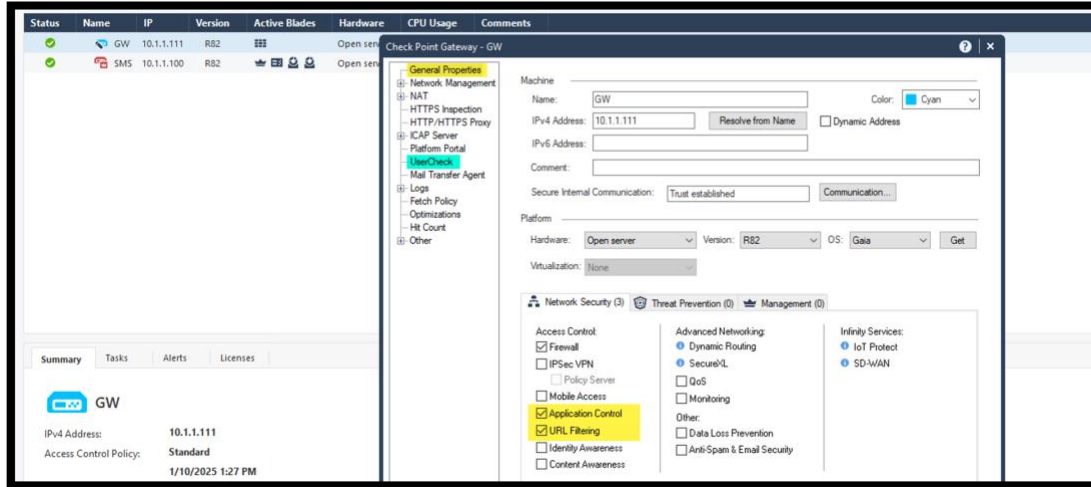 Status Name IP Version Active Blades Hardware CPU Usage Comments
GW 10.1.1.111 R82 Open ser
SMS 10.1.1.100 R82 Open ser
Check Point Gateway - GW
General Properties
Network Management
NAT
HTTPS Inspection
HTTP/HTTPS Proxy
ICAP Server
Platform Portal
UserCheck
Mail Transfer Agent
Logs
Fetch Policy
Optimizations
Hit Count
Other
Machine
Name: GW Color: Cyan
IPv4 Address: 10.1.1.111 Resolve from Name Dynamic Address
IPv6 Address:
Comment:
Secure Internal Communication: Trust established Communication...
Platform
Hardware: Open server Version: R82 OS: Gaia Get
Virtualization: None
Network Security (3) Threat Prevention (0) Management (0)
Access Control:
Firewall
IPSec VPN
Policy Server
Mobile Access
Application Control
URL Filtering
Identity Awareness
Content Awareness
Advanced Networking:
Dynamic Routing
SecureXL
QoS
Monitoring
Other:
Data Loss Prevention
Anti-Spam & Email Security
Infinity Services:
IoT Protect
SD-WAN
Summary Tasks Alerts Licenses
GW
IPv4 Address: 10.1.1.111
Access Control Policy: Standard
1/10/2025 1:27 PM